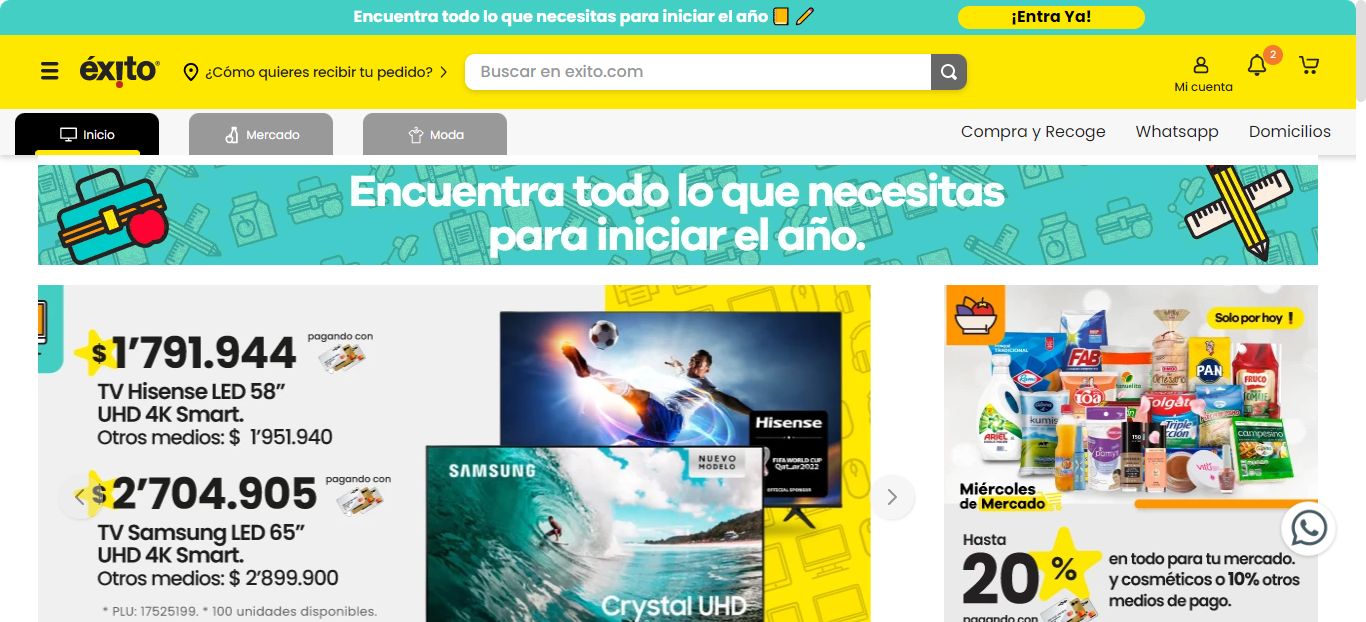 Encuentra todo lo que necesitas para iniciar el año
¡Entra Ya!
éxito
¿Cómo quieres recibir tu pedido?
Buscar en exito.com
Mi cuenta
2
Inicio
Mercado
Moda
Compra y Recoge
Whatsapp
Domicilios
Encuentra todo lo que necesitas
para iniciar el año.
$1’791.944
pagando con
TV Hisense LED 58”
UHD 4K Smart.
Otros medios: $ 1’951.940
$2’704.905
pagando con
TV Samsung LED 65”
UHD 4K Smart.
Otros medios: $ 2’899.900
* PLU: 17525199. * 100 unidades disponibles.
Hisense
FIFA WORLD CUP
Qatar2022
OFFICIAL SPONSOR
SAMSUNG
NUEVO
MODELO
Crystal UHD
Solo por hoy !
FAB
PAN
FRUCO
Artesano
röa
Colgate
Triple
Acción
kumis
ARIEL
campesino
Miércoles
de Mercado
Hasta
20%
pagando con
en todo para tu mercado.
y cosméticos o 10% otros
medios de pago.